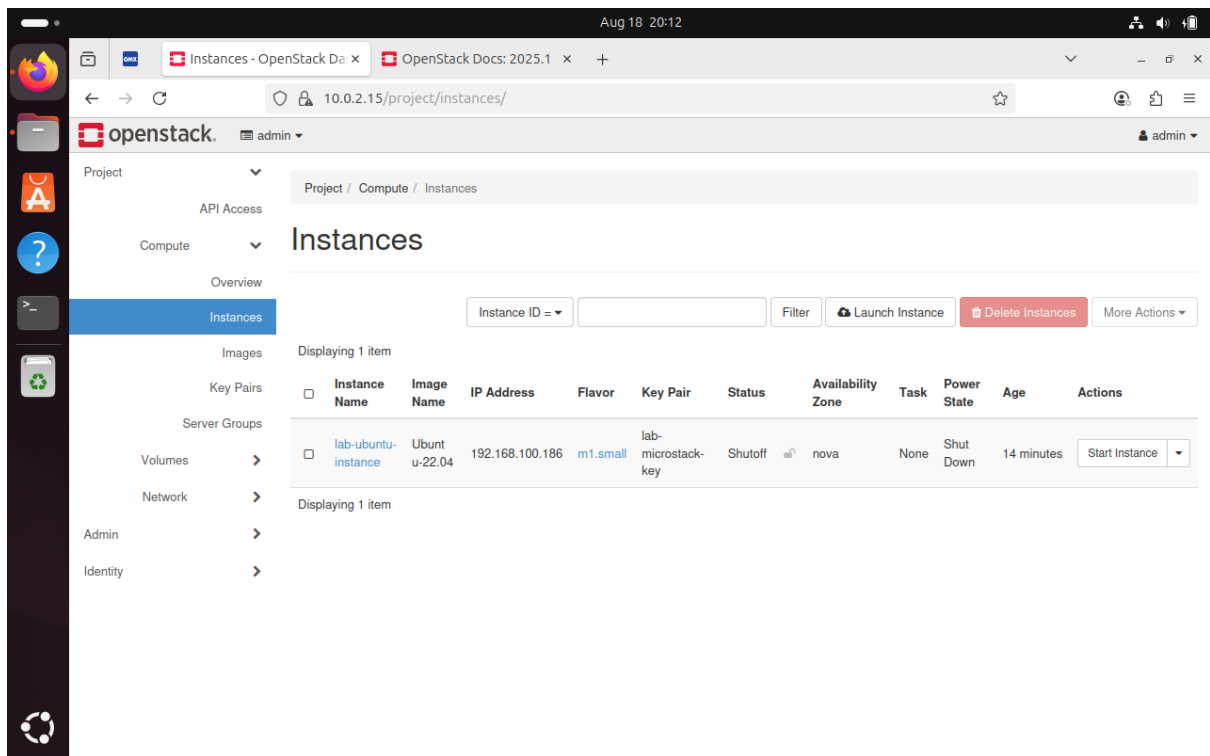 Aug 18 20:12
GMX
Instances - OpenStack Da
OpenStack Docs: 2025.1
10.0.2.15/project/instances/
openstack. admin
admin
Project
API Access
Compute
Overview
Instances
Images
Key Pairs
Server Groups
Volumes
Network
Admin
Identity
Project / Compute / Instances
Instances
Instance ID = Filter Launch Instance Delete Instances More Actions
Displaying 1 item
Instance Name Image Name IP Address Flavor Key Pair Status Availability Zone Task Power State Age Actions
lab-ubuntu-instance Ubuntu-22.04 192.168.100.186 m1.small lab-microstack-key Shutoff nova None Shut Down 14 minutes Start Instance
Displaying 1 item